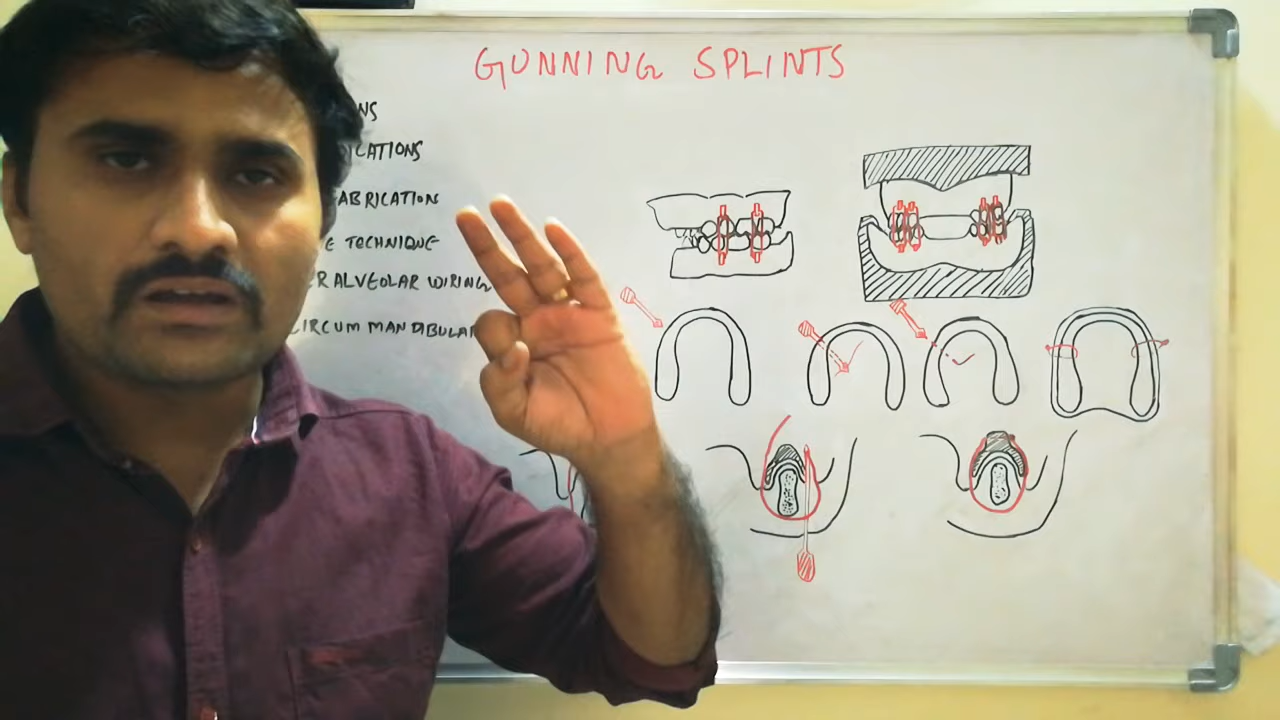 GUNNING SPLINTS
NS
ICATIONS
ABRICATION
E TECHNIQUE
ER ALVEOLAR WIRING
CIRCUM MANDIBULAR